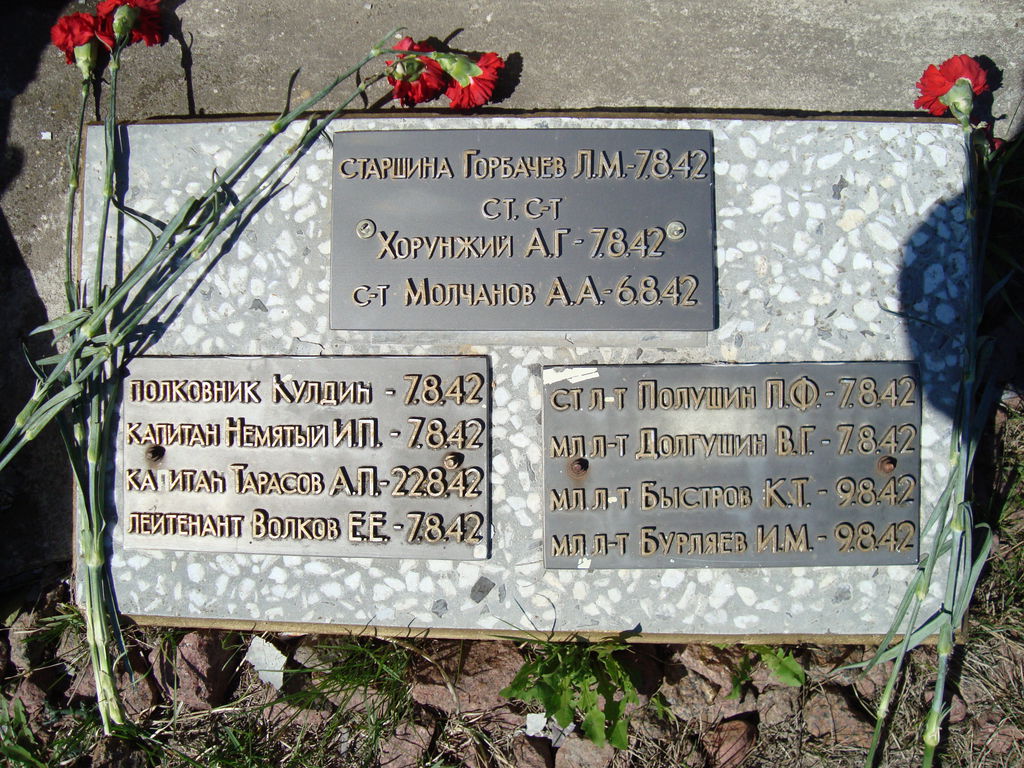 СТАРШИНА ГОРБАЧЕВ Л.М.-7.8.42
СТ. С-Т
ХОРУНЖИЙ А.Г - 7.8.42
С-Т МОЛЧАНОВ А.А.-6.8.42
ПОЛКОВНИК КУЛДИН - 7.8.42
КАПИТАН НЕМЯТЫЙ И.П. - 7.8.42
КАПИТАН ТАРАСОВ А.П.-22.8.42
ЛЕЙТЕНАНТ ВОЛКОВ Е.Е. -7.8.42
СТ Л-Т ПОЛУШИН П.Ф.-7.8.42
МЛ Л-Т ДОЛГУШИН В.Г. - 7.8.42
МЛ Л-Т БЫСТРОВ К.Т. - 9.8.42
МЛ Л-Т БУРЛЯЕВ И.М. - 9.8.42